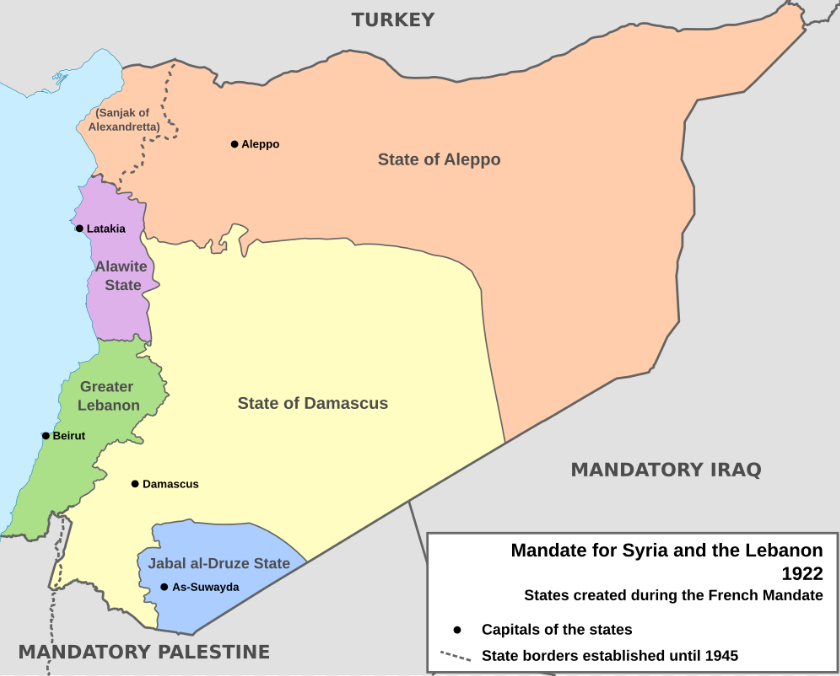 TURKEY
(Sanjak of
Alexandretta)
Aleppo
State of Aleppo
Latakia
Alawite
State
Greater
Lebanon
State of Damascus
Beirut
MANDATORY IRAQ
Damascus
Jabal al-Druze State
As-Suwayda
MANDATORY PALESTINE
Mandate for Syria and the Lebanon
1922
States created during the French Mandate
Capitals of the states
State borders established until 1945